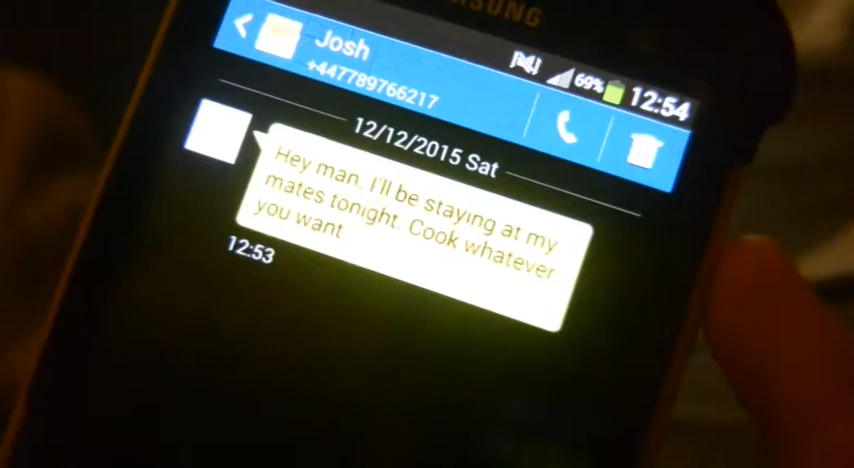 SAMSUNG
Josh
+447789766217
69% 12:54
12/12/2015 Sat
Hey man. I'll be staying at my
mates tonight. Cook whatever
you want
12:53